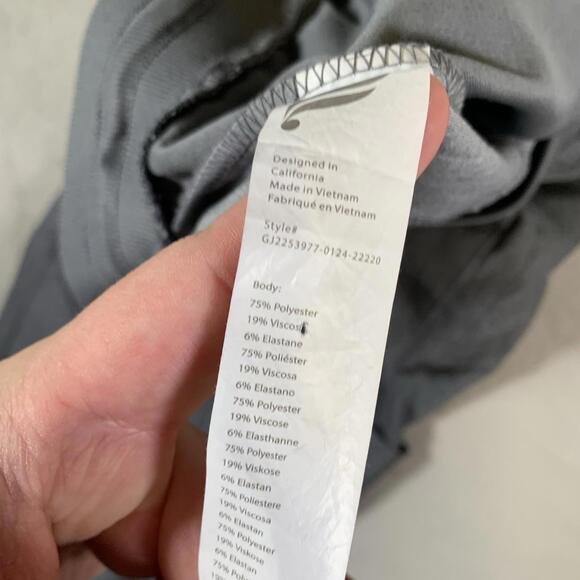 Designed in
California
Made in Vietnam
Fabriqué en Vietnam
Style#
GJ2253977-0124-22220
Body:
75% Polyester
19% Viscose
6% Elastane
75% Poliéster
19% Viscosa
6% Elastano
75% Polyester
19% Viscose
6% Elasthanne
75% Polyester
19% Viskose
6% Elastan
75% Poliestere
19% Viscosa
6% Elastan
75% Polyester
19% Viskose
6% Elastan
75%